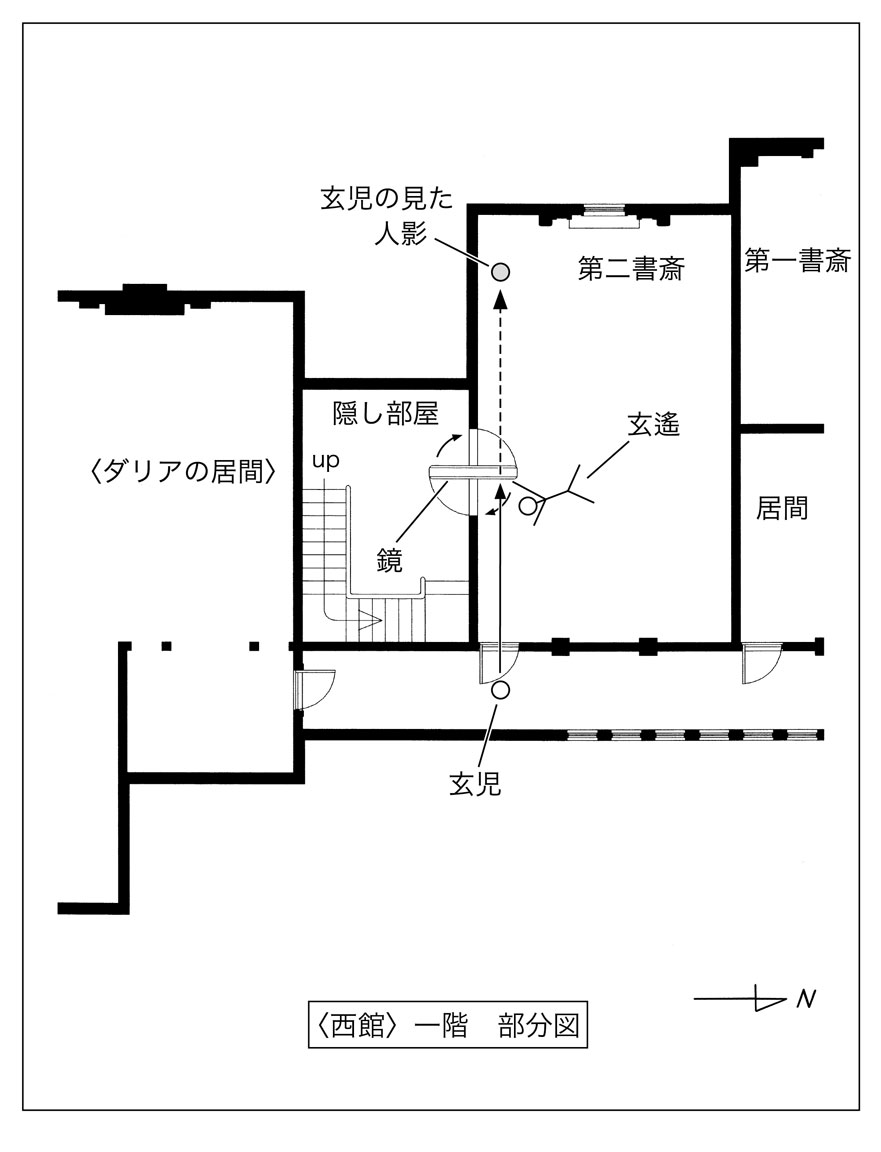 玄児の見た
人影
第二書斎
第一書斎
隠し部屋
玄遙
〈ダリアの居間〉
up
居間
鏡
玄児
N
〈西館〉一階　部分図